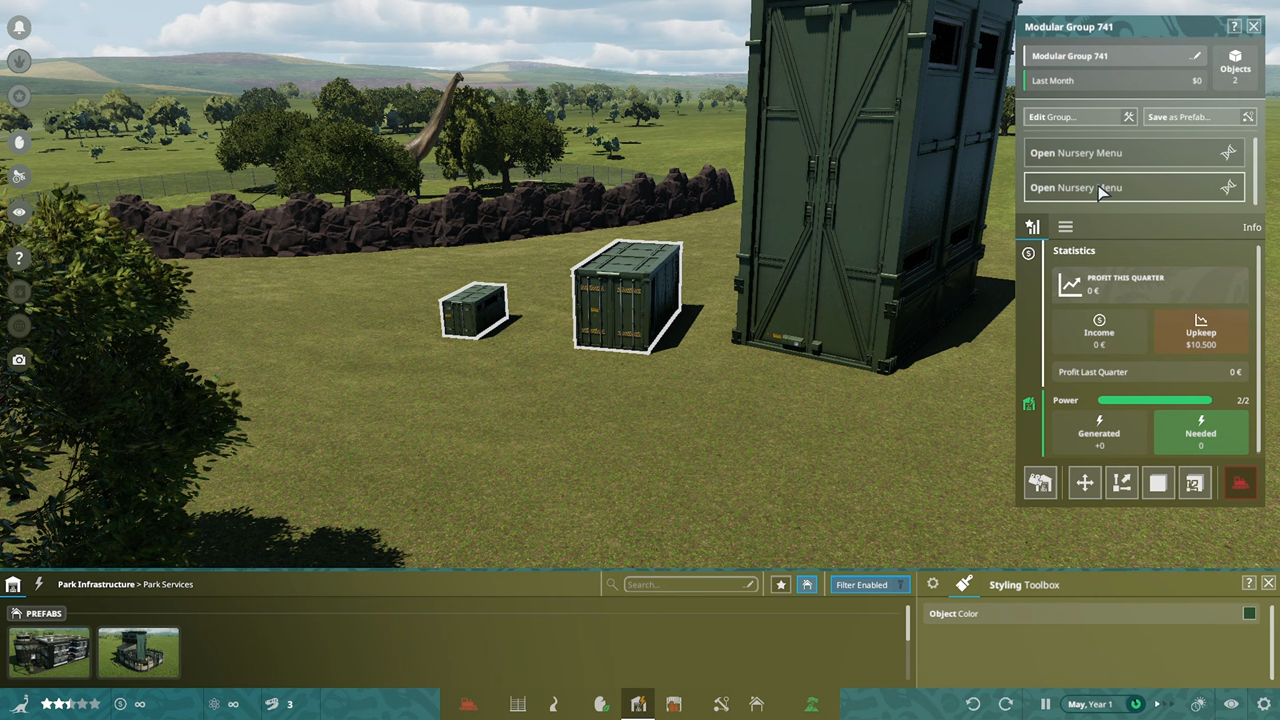 Modular Group 741
?
Modular Group 741
Last Month $0
Objects
2
Edit Group...
Save as Prefab...
Open Nursery Menu
Open Nursery Menu
Info
Statistics
PROFIT THIS QUARTER
0 €
Income
0 €
Upkeep
$10.500
Profit Last Quarter 0 €
Power 2/2
Generated
+0
Needed
0
?
Park Infrastructure > Park Services
Search...
Filter Enabled
Styling Toolbox
?
PREFABS
Object Color
∞
∞
3
May, Year 1